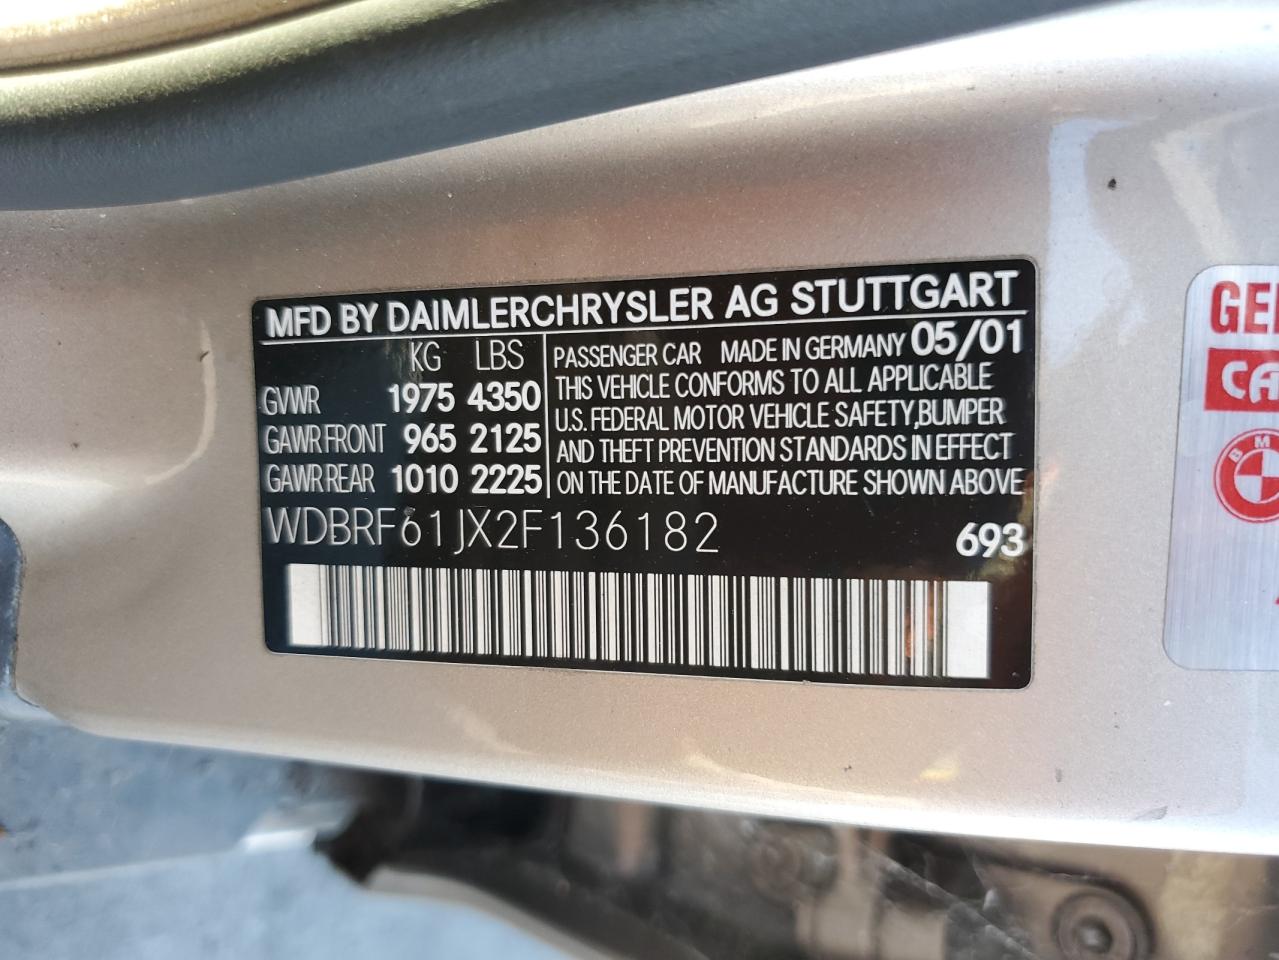 MFD BY DAIMLERCHRYSLER AG STUTTGART
KG LBS
GVWR 1975 4350
GAWR FRONT 965 2125
GAWR REAR 1010 2225
PASSENGER CAR MADE IN GERMANY 05/01
THIS VEHICLE CONFORMS TO ALL APPLICABLE
U.S. FEDERAL MOTOR VEHICLE SAFETY, BUMPER
AND THEFT PREVENTION STANDARDS IN EFFECT
ON THE DATE OF MANUFACTURE SHOWN ABOVE
WDBRF61JX2F136182 693